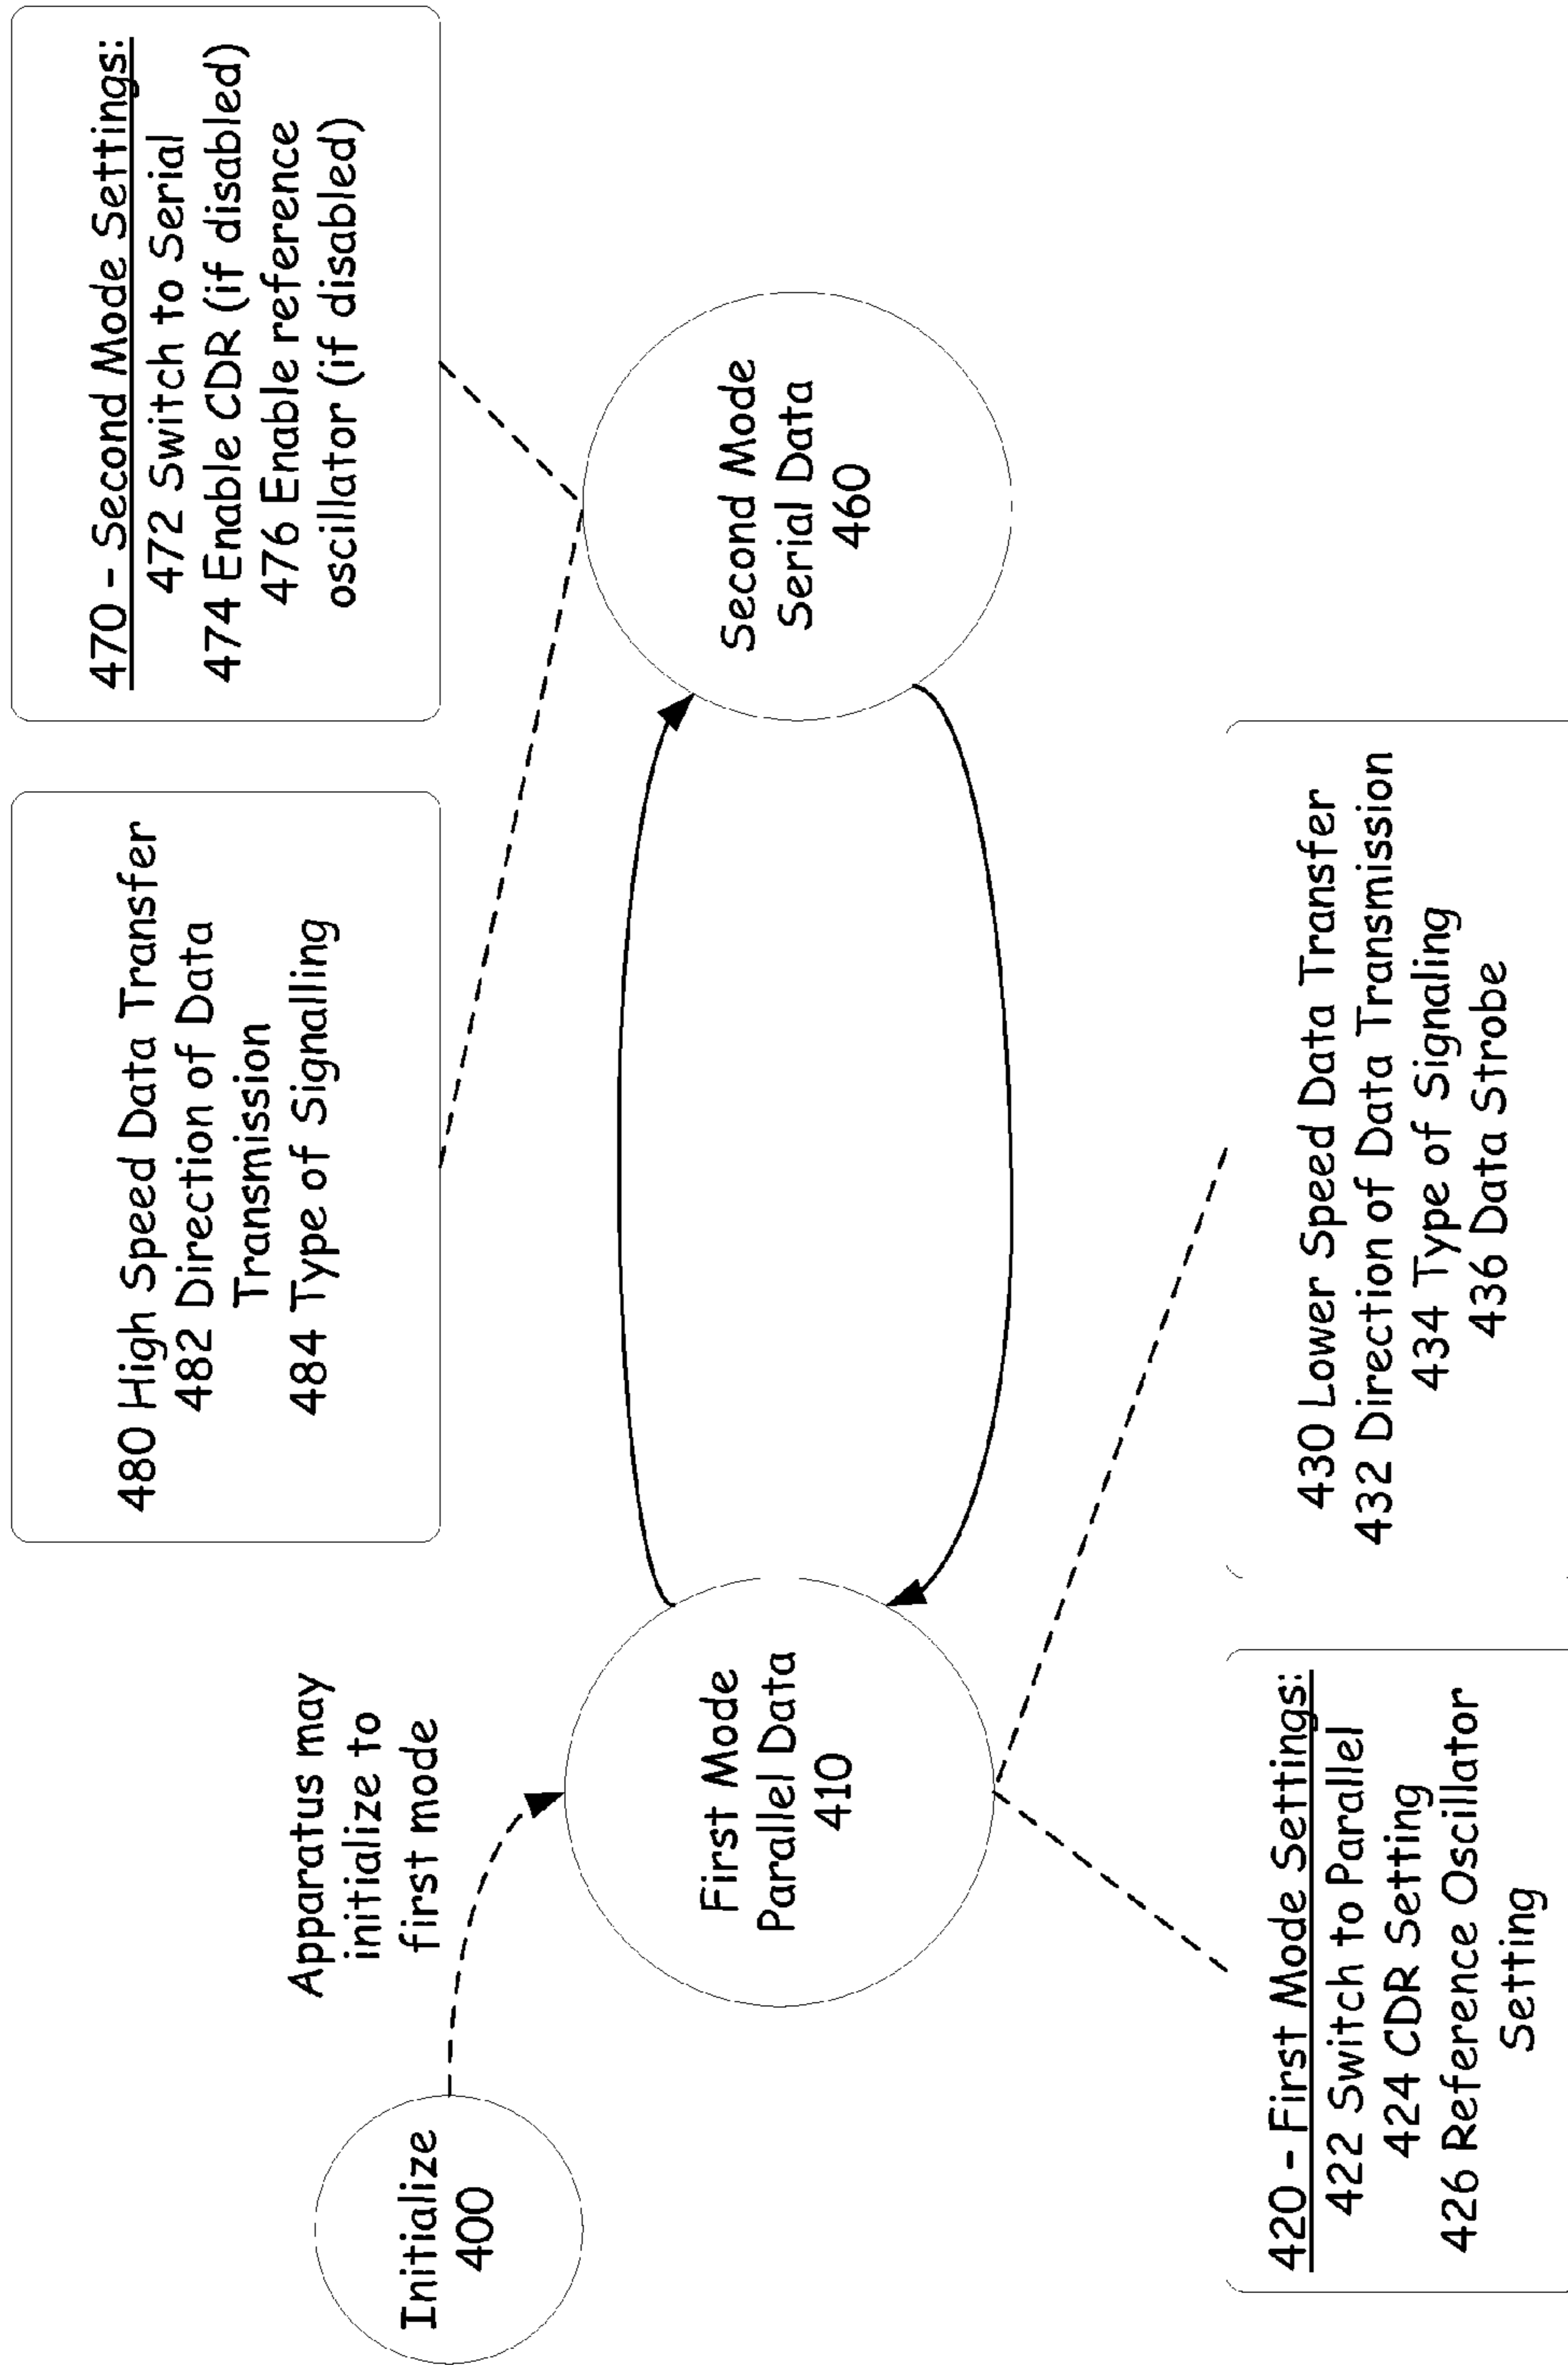 480 High Speed Data Transfer
482 Direction of Data
Transmission
484 Type of Signalling
470 - Second Mode Settings:
472 Switch to Serial
474 Enable CDR (if disabled)
476 Enable reference
oscillator (if disabled)
Apparatus may
initialize to
first mode
Initialize
400
First Mode
Parallel Data
410
Second Mode
Serial Data
460
420 - First Mode Settings:
422 Switch to Parallel
424 CDR Setting
426 Reference Oscillator
Setting
430 Lower Speed Data Transfer
432 Direction of Data Transmission
434 Type of Signaling
436 Data Strobe